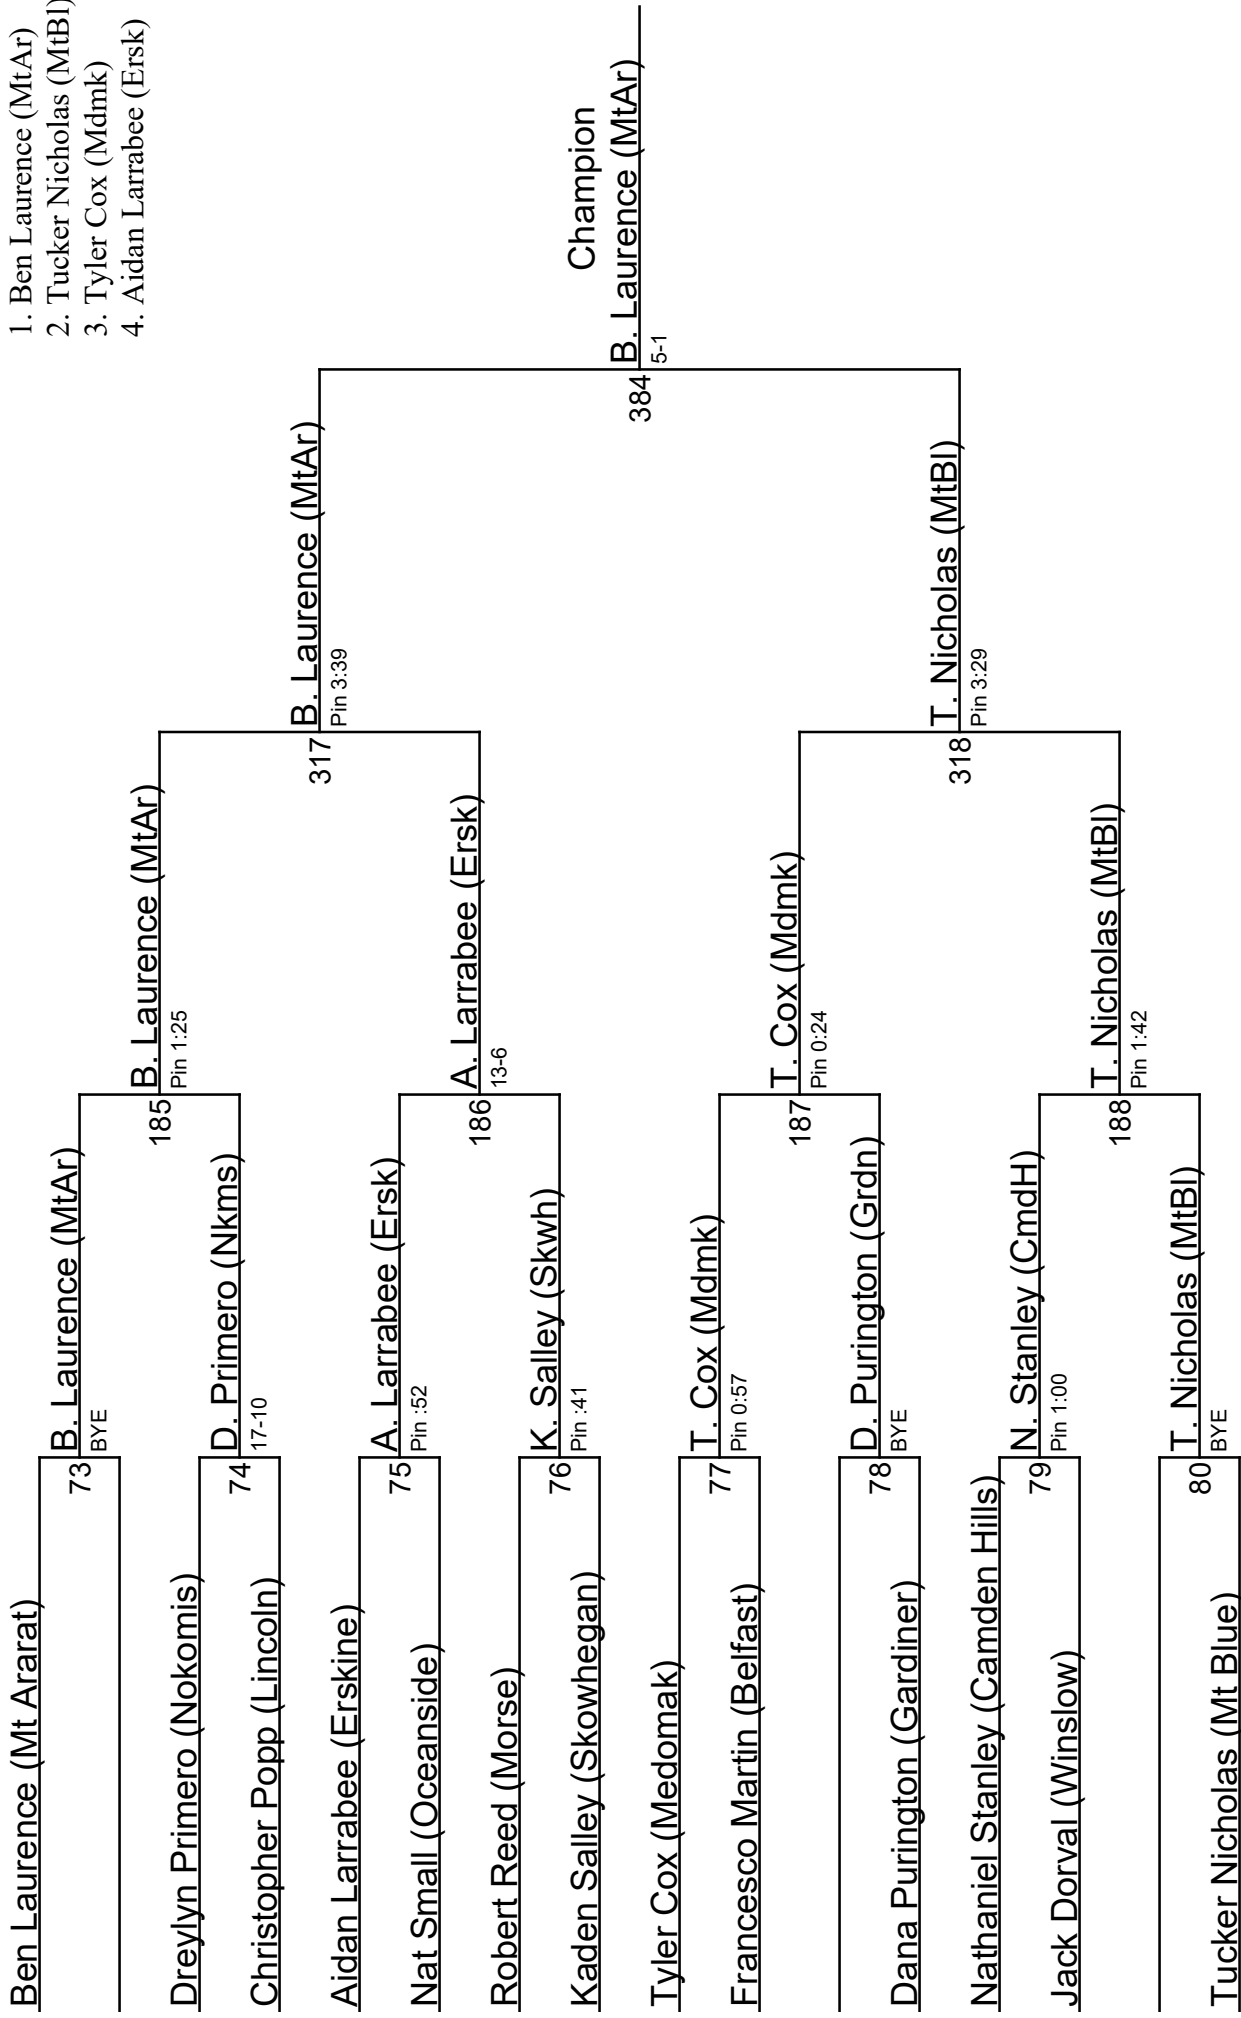 1. Ben Laurence (MtAr)
2. Tucker Nicholas (MtBl)
3. Tyler Cox (Mdmk)
4. Aidan Larrabee (Ersk)
Ben Laurence (Mt Ararat)
Dreylyn Primero (Nokomis)
Christopher Popp (Lincoln)
Aidan Larrabee (Erskine)
Nat Small (Oceanside)
Robert Reed (Morse)
Kaden Salley (Skowhegan)
Tyler Cox (Medomak)
Francesco Martin (Belfast)
Dana Purington (Gardiner)
Nathaniel Stanley (Camden Hills)
Jack Dorval (Winslow)
Tucker Nicholas (Mt Blue)
73
B. Laurence (MtAr)
BYE
74
D. Primero (Nkms)
17-10
75
A. Larrabee (Ersk)
Pin :52
76
K. Salley (Skwh)
Pin :41
77
T. Cox (Mdmk)
Pin 0:57
78
D. Purington (Grdn)
BYE
79
N. Stanley (CmdH)
Pin 1:00
80
T. Nicholas (MtBl)
BYE
185
B. Laurence (MtAr)
Pin 1:25
186
A. Larrabee (Ersk)
13-6
187
T. Cox (Mdmk)
Pin 0:24
188
T. Nicholas (MtBl)
Pin 1:42
317
B. Laurence (MtAr)
Pin 3:39
318
T. Nicholas (MtBl)
Pin 3:29
384
Champion
B. Laurence (MtAr)
5-1